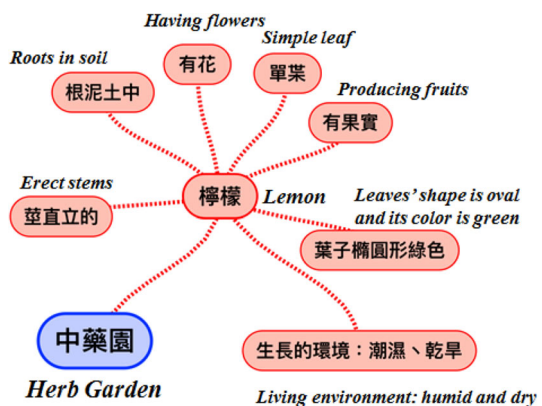 Having flowers
有花
Simple leaf
單葉
Roots in soil
根泥土中
Producing fruits
有果實
Erect stems
莖直立的
檸檬
Lemon
Leaves' shape is oval
and its color is green
葉子橢圓形綠色
中藥園
Herb Garden
生長的環境：潮濕、乾旱
Living environment: humid and dry